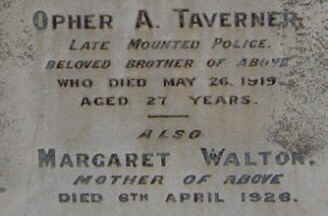 OPHER A. TAVERNER.
LATE MOUNTED POLICE.
BELOVED BROTHER OF ABOVE
WHO DIED MAY 26. 1919
AGED 27 YEARS.
ALSO
MARGARET WALTON.
MOTHER OF ABOVE
DIED 6TH APRIL 1926.